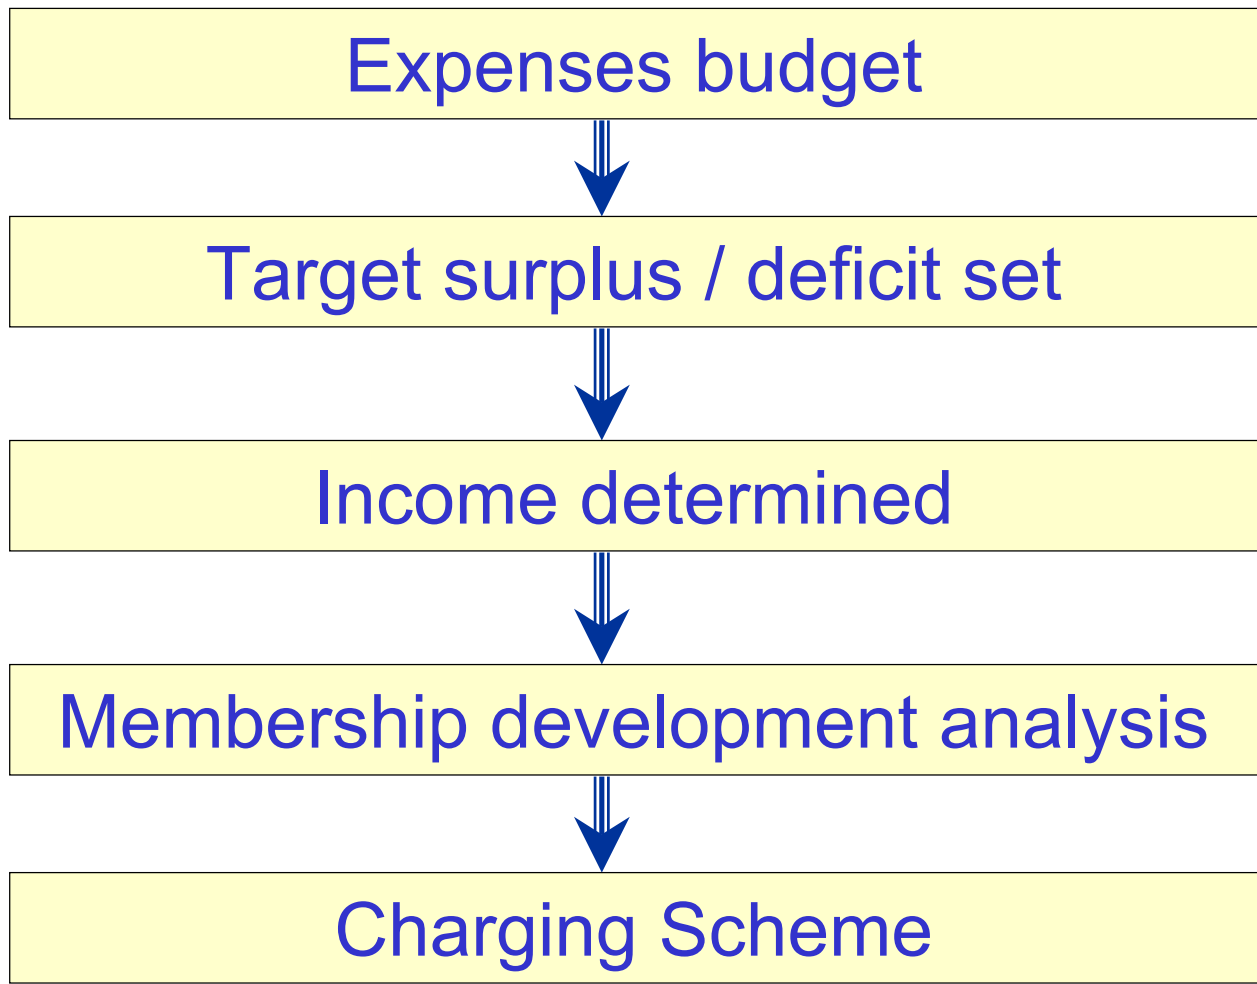 Expenses budget
Target surplus / deficit set
Income determined
Membership development analysis
Charging Scheme